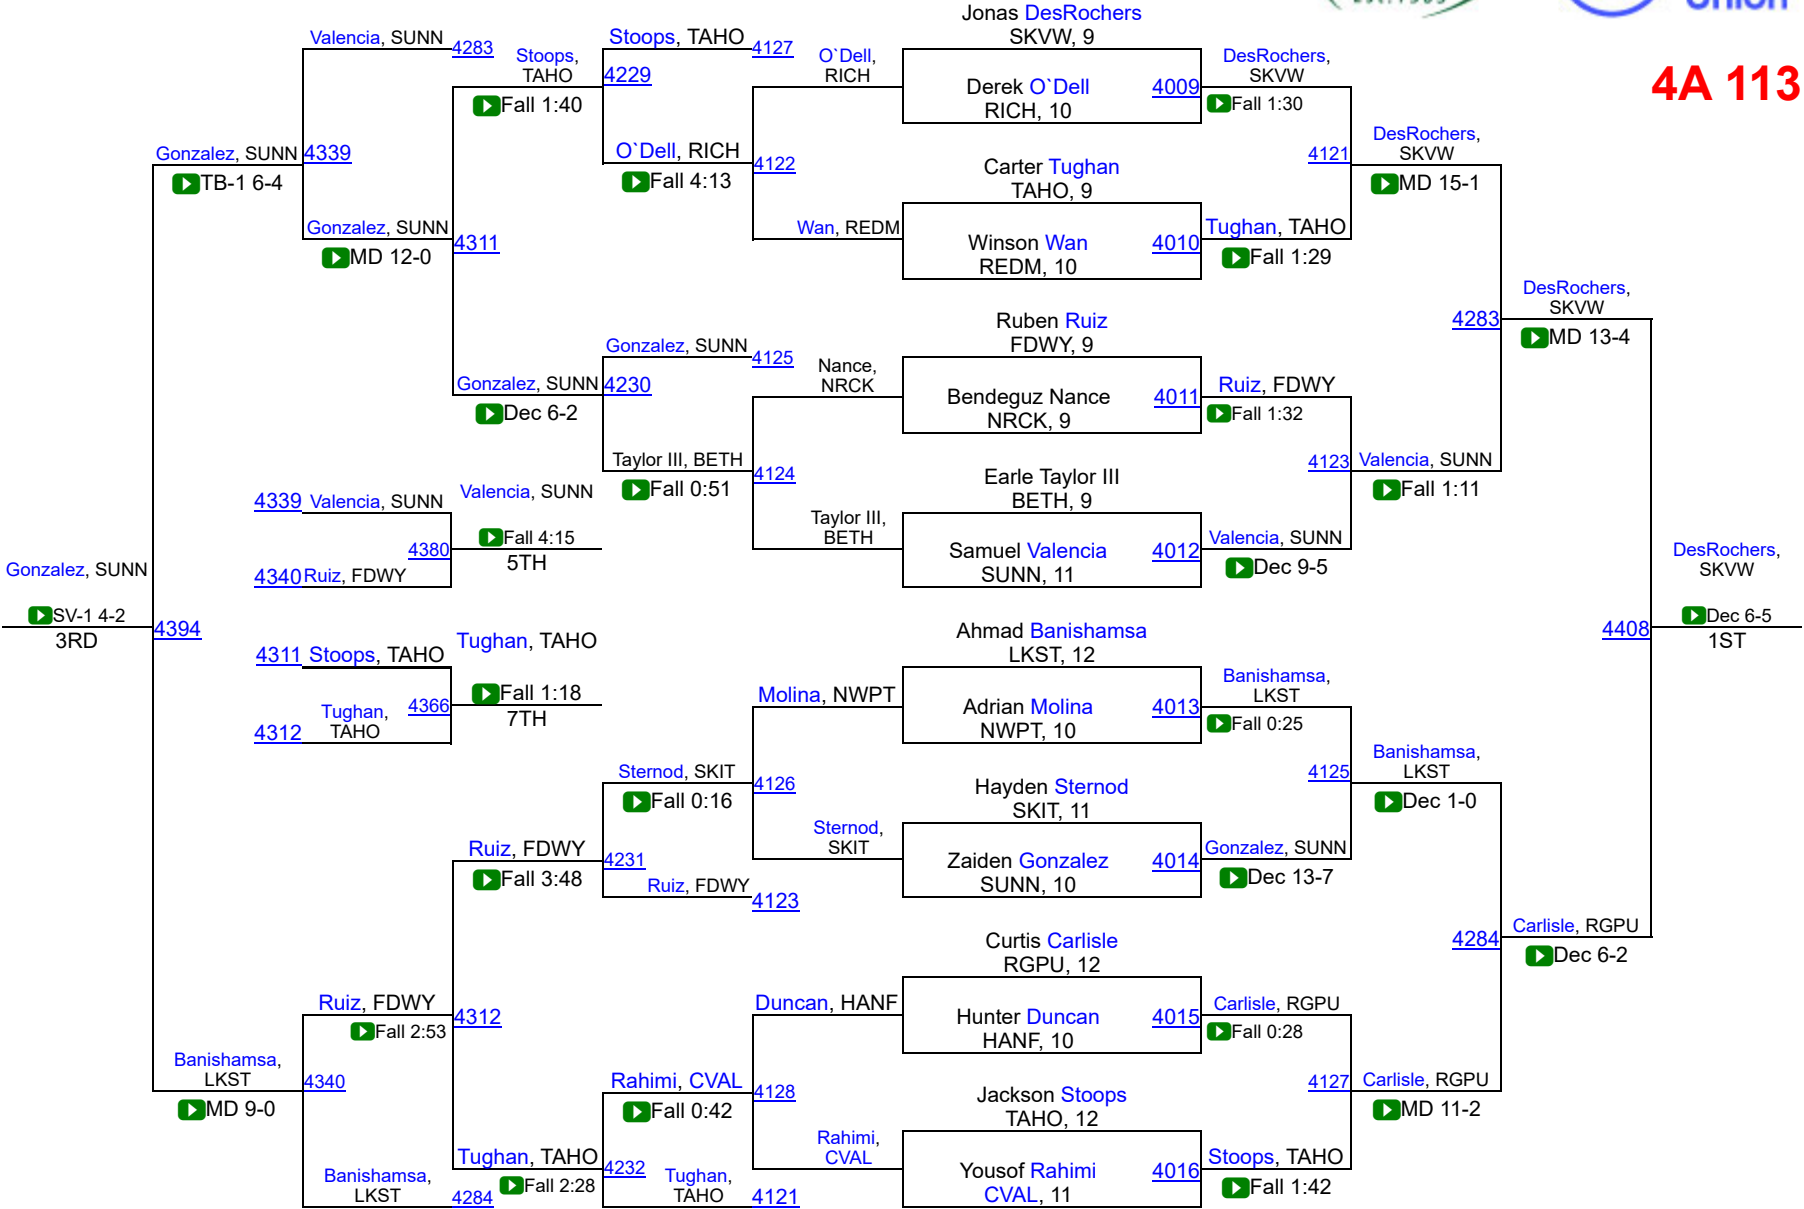 Jonas DesRochers
SKVW, 9
Union
4A 113
Valencia, SUNN
4283
Stoops,
TAHO
Fall 1:40
Stoops, TAHO
4127
4229
O`Dell,
RICH
Derek O`Dell
RICH, 10
4009
DesRochers,
SKVW
Fall 1:30
Gonzalez, SUNN
4339
TB-1 6-4
O`Dell, RICH
Fall 4:13
4122
Carter Tughan
TAHO, 9
4121
DesRochers,
SKVW
MD 15-1
Gonzalez, SUNN
MD 12-0
4311
Wan, REDM
Winson Wan
REDM, 10
4010
Tughan, TAHO
Fall 1:29
Ruben Ruiz
FDWY, 9
4283
DesRochers,
SKVW
MD 13-4
Gonzalez, SUNN
4125
Gonzalez, SUNN
4230
Dec 6-2
Nance,
NRCK
Bendeguz Nance
NRCK, 9
4011
Ruiz, FDWY
Fall 1:32
Taylor III, BETH
Fall 0:51
4124
Earle Taylor III
BETH, 9
4123
Valencia, SUNN
Fall 1:11
4339
Valencia, SUNN
Valencia, SUNN
4380
Fall 4:15
5TH
4340
Ruiz, FDWY
Taylor III,
BETH
Samuel Valencia
SUNN, 11
4012
Valencia, SUNN
Dec 9-5
Gonzalez, SUNN
SV-1 4-2
3RD
4394
DesRochers,
SKVW
4408
Dec 6-5
1ST
4311
Stoops, TAHO
Tughan, TAHO
4366
Fall 1:18
7TH
4312
Tughan,
TAHO
Ahmad Banishamsa
LKST, 12
Molina, NWPT
Adrian Molina
NWPT, 10
4013
Banishamsa,
LKST
Fall 0:25
Sternod, SKIT
Fall 0:16
4126
Hayden Sternod
SKIT, 11
4125
Banishamsa,
LKST
Dec 1-0
Ruiz, FDWY
Fall 3:48
4231
Sternod,
SKIT
Zaiden Gonzalez
SUNN, 10
4014
Gonzalez, SUNN
Dec 13-7
Ruiz, FDWY
4123
Curtis Carlisle
RGPU, 12
4284
Carlisle, RGPU
Dec 6-2
Ruiz, FDWY
Fall 2:53
4312
Duncan, HANF
Hunter Duncan
HANF, 10
4015
Carlisle, RGPU
Fall 0:28
Banishamsa,
LKST
MD 9-0
4340
Rahimi, CVAL
Fall 0:42
4128
Jackson Stoops
TAHO, 12
4127
Carlisle, RGPU
MD 11-2
Banishamsa,
LKST
4284
Tughan, TAHO
Fall 2:28
4232
Tughan,
TAHO
4121
Rahimi,
CVAL
Yousof Rahimi
CVAL, 11
4016
Stoops, TAHO
Fall 1:42